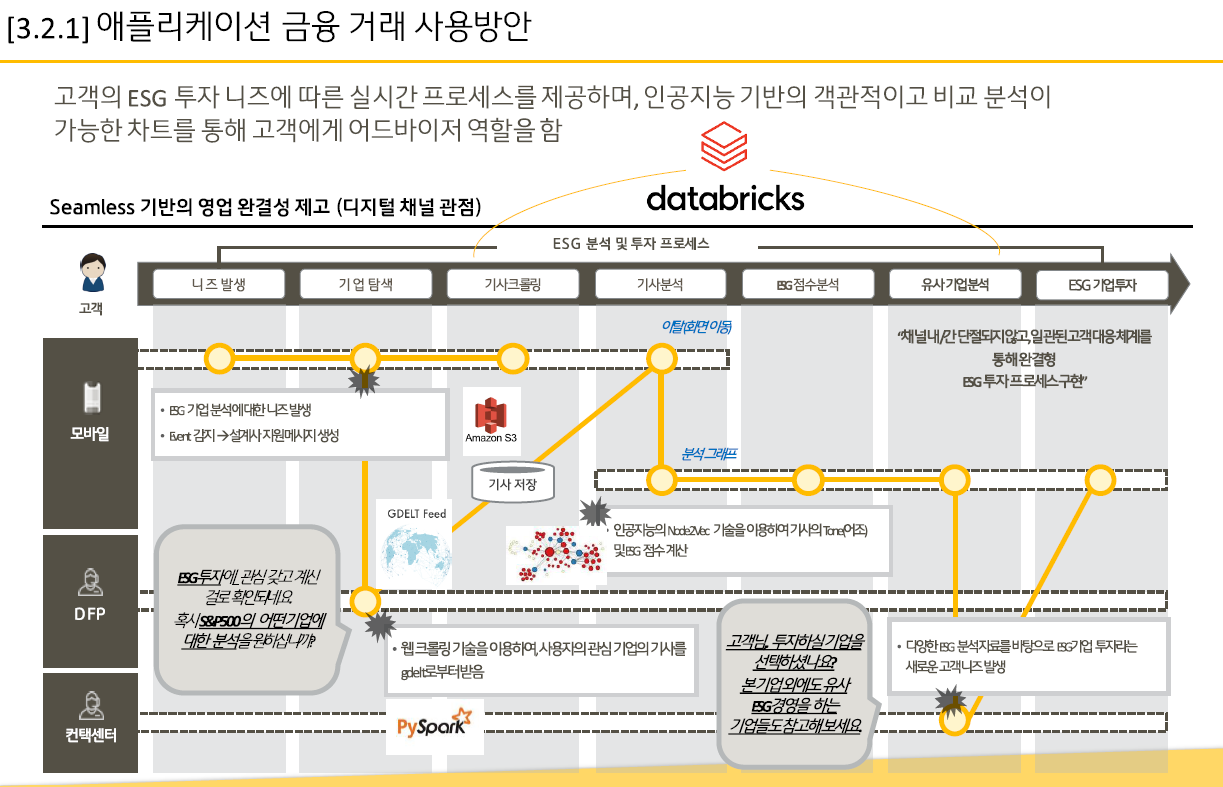 [3.2.1] 애플리케이션 금융 거래 사용방안
고객의 ESG 투자 니즈에 따른 실시간 프로세스를 제공하며, 인공지능 기반의 객관적이고 비교 분석이
가능한 차트를 통해 고객에게 어드바이저 역할을 함
databricks
Seamless 기반의 영업 완결성 제고 (디지털 채널 관점)
ESG 분석 및 투자 프로세스
고객
니즈 발생
기업 탐색
기사크롤링
기사분석
ESG 점수분석
유사 기업분석
ESG 기업투자
이탈(화면 이동)
“채널 내/간 단절되지 않고, 일관된 고객 대응 체계를
통해 완결형
ESG 투자 프로세스 구현”
모바일
• ESG 기업 분석에 대한 니즈 발생
• Event 감지 → 설계사 지원메시지 생성
Amazon S3
분석 그래프
기사 저장
GDELT Feed
• 인공지능의 Node2Vec 기술을 이용하여 기사의 Tone(어조)
및 ESG 점수 계산
ESG 투자에, 관심 갖고 계신
걸로 확인되네요.
혹시 S&P500의 어떤기업에
대한 분석을 원하십니까?
DFP
• 웹 크롤링 기술을 이용하여, 사용자의 관심 기업의 기사를
gdelt로부터 받음
고객님, 투자하실 기업을
선택하셨나요?
본기업 외에도 유사
ESG경영을 하는
기업들도 참고해 보세요.
• 다양한 ESG 분석자료를 바탕으로 ESG기업 투자라는
새로운 고객 니즈 발생
컨택센터
PySpark